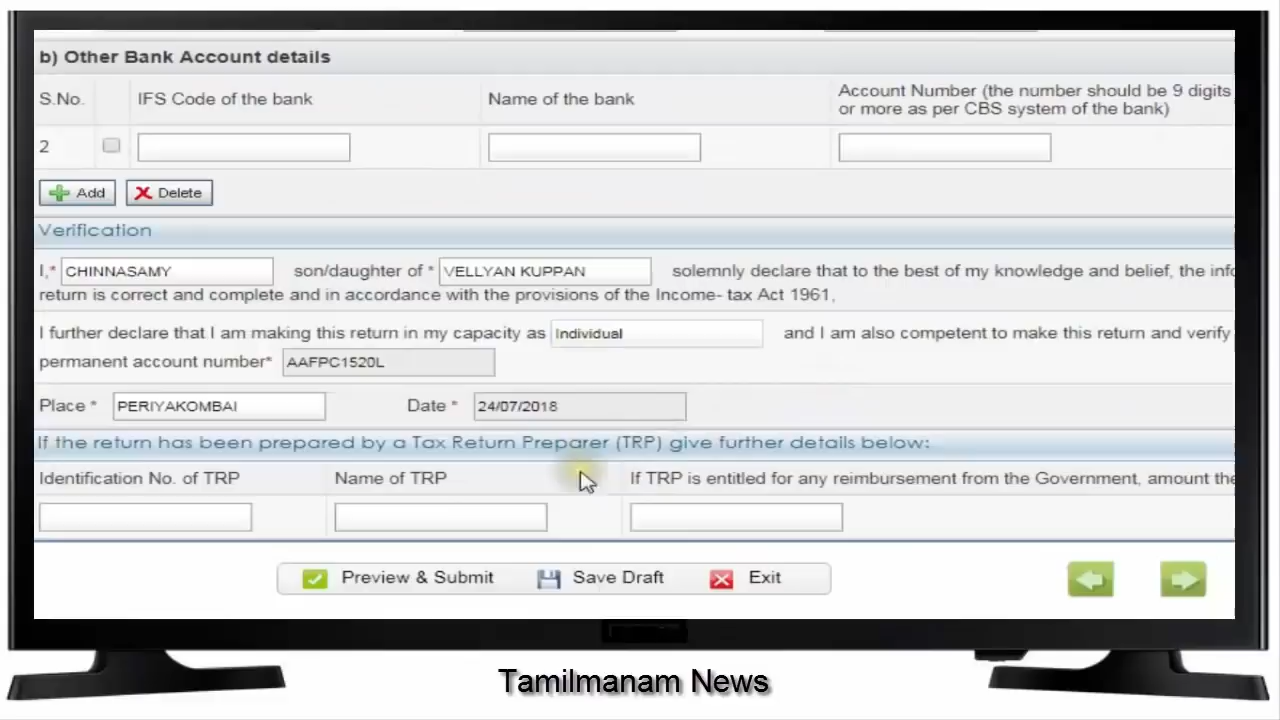 b) Other Bank Account details
S.No. IFS Code of the bank Name of the bank Account Number (the number should be 9 digits
or more as per CBS system of the bank)
2
Add Delete
Verification
I,* CHINNASAMY son/daughter of * VELLYAN KUPPAN solemnly declare that to the best of my knowledge and belief, the info
return is correct and complete and in accordance with the provisions of the Income- tax Act 1961,
I further declare that I am making this return in my capacity as Individual and I am also competent to make this return and verify
permanent account number* AAFPC1520L
Place * PERIYAKOMBAI Date * 24/07/2018
If the return has been prepared by a Tax Return Preparer (TRP) give further details below:
Identification No. of TRP Name of TRP If TRP is entitled for any reimbursement from the Government, amount the
Preview & Submit Save Draft Exit
Tamilmanam News